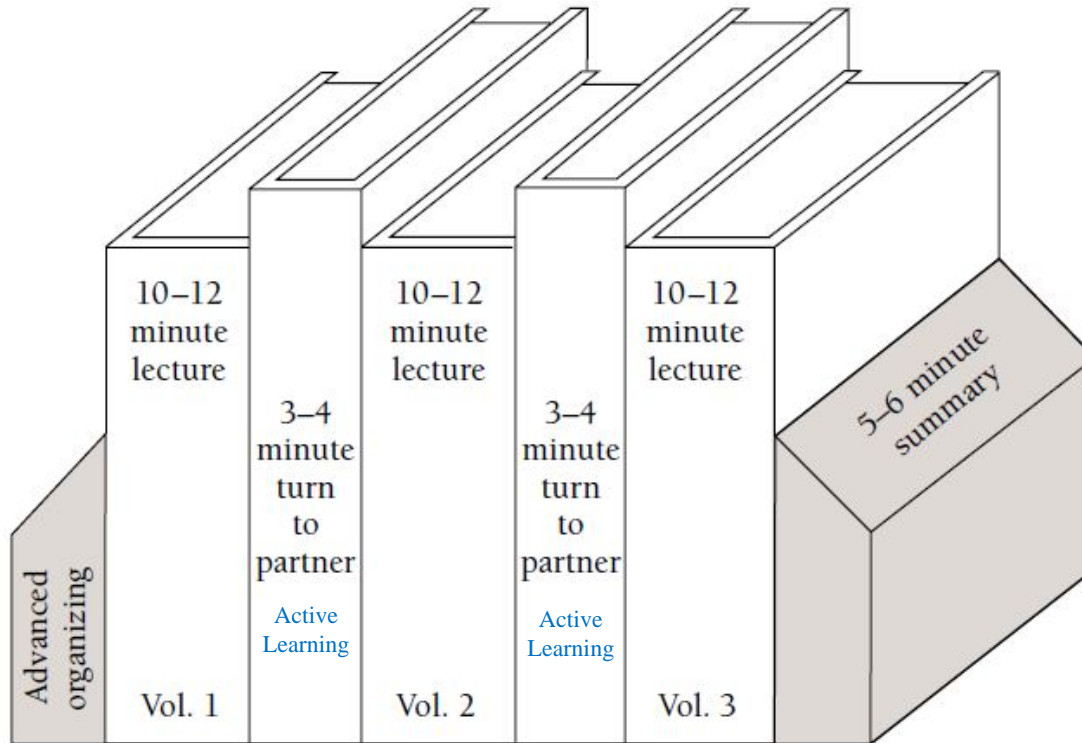 Advanced
organizing
10–12
minute
lecture
Vol. 1
3–4
minute
turn
to
partner
Active
Learning
10–12
minute
lecture
Vol. 2
3–4
minute
turn
to
partner
Active
Learning
10–12
minute
lecture
Vol. 3
5–6 minute
summary